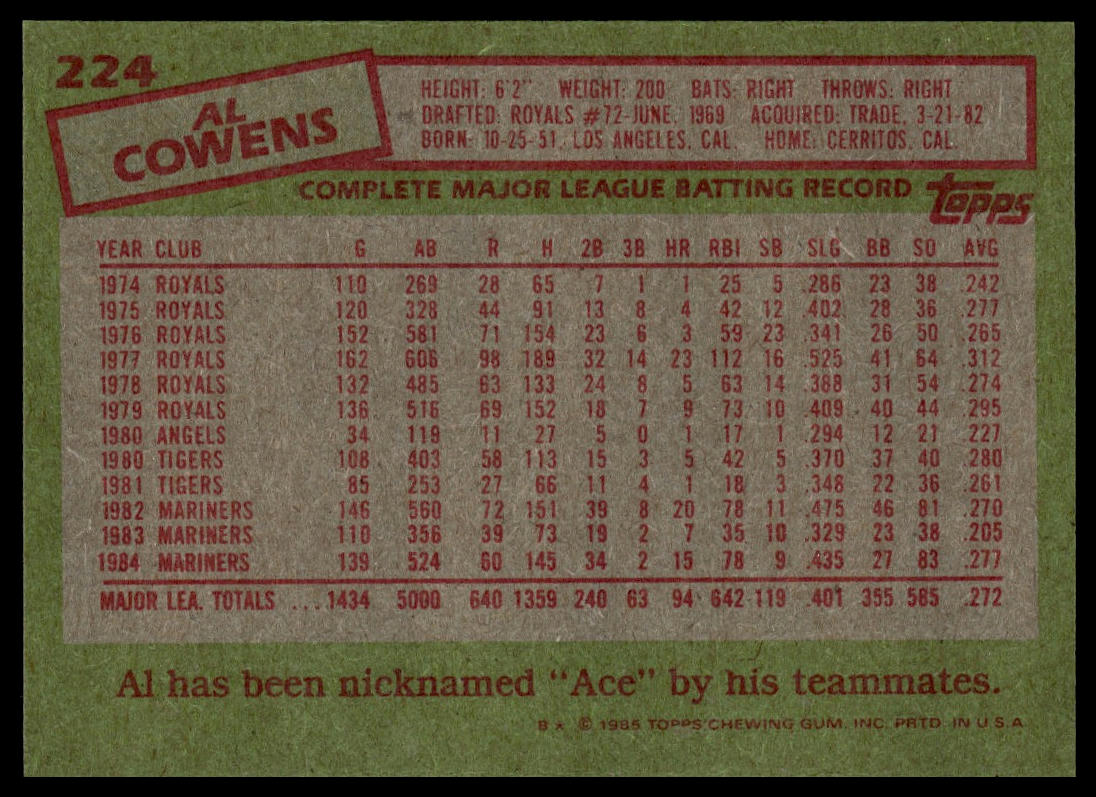 224
AL
COWENS
HEIGHT: 6'2" WEIGHT: 200 BATS: RIGHT THROWS: RIGHT
DRAFTED: ROYALS #72-JUNE, 1969 ACQUIRED: TRADE, 3-21-82
BORN: 10-25-51, LOS ANGELES, CAL. HOME: CERRITOS, CAL.
COMPLETE MAJOR LEAGUE BATTING RECORD topps
YEAR CLUB G AB R H 2B 3B HR RBI SB SLG BB SO AVG
1974 ROYALS 110 269 28 65 7 1 1 25 5 .286 23 38 .242
1975 ROYALS 120 328 44 91 13 8 4 42 12 .402 28 36 .277
1976 ROYALS 152 581 71 154 23 6 3 59 23 .341 26 50 .265
1977 ROYALS 162 606 98 189 32 14 23 112 16 .525 41 64 .312
1978 ROYALS 132 485 63 133 24 8 5 63 14 .388 31 54 .274
1979 ROYALS 136 516 69 152 18 7 9 73 10 .409 40 44 .295
1980 ANGELS 34 119 11 27 5 0 1 17 1 .294 12 21 .227
1980 TIGERS 108 403 58 113 15 3 5 42 5 .370 37 40 .280
1981 TIGERS 85 253 27 66 11 4 1 18 3 .348 22 36 .261
1982 MARINERS 146 560 72 151 39 8 20 78 11 .475 46 81 .270
1983 MARINERS 110 356 39 73 19 2 7 35 10 .329 23 38 .205
1984 MARINERS 139 524 60 145 34 2 15 78 9 .435 27 83 .277
MAJOR LEA. TOTALS ...1434 5000 640 1359 240 63 94 642 119 .401 355 585 .272
Al has been nicknamed "Ace" by his teammates.
B * © 1985 TOPPS CHEWING GUM, INC. PRTD. IN U.S.A.